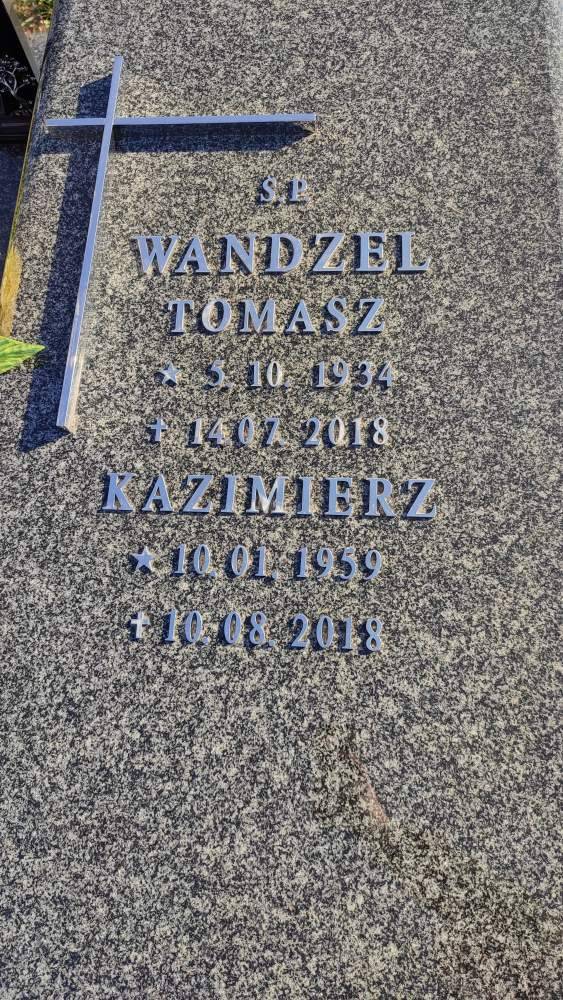 Ś.P
WANDZEL
TOMASZ
★ 5. 10. 1934
✝ 14 07. 2018
KAZIMIERZ
★ 10. 01. 1959
✝ 10. 08. 2018